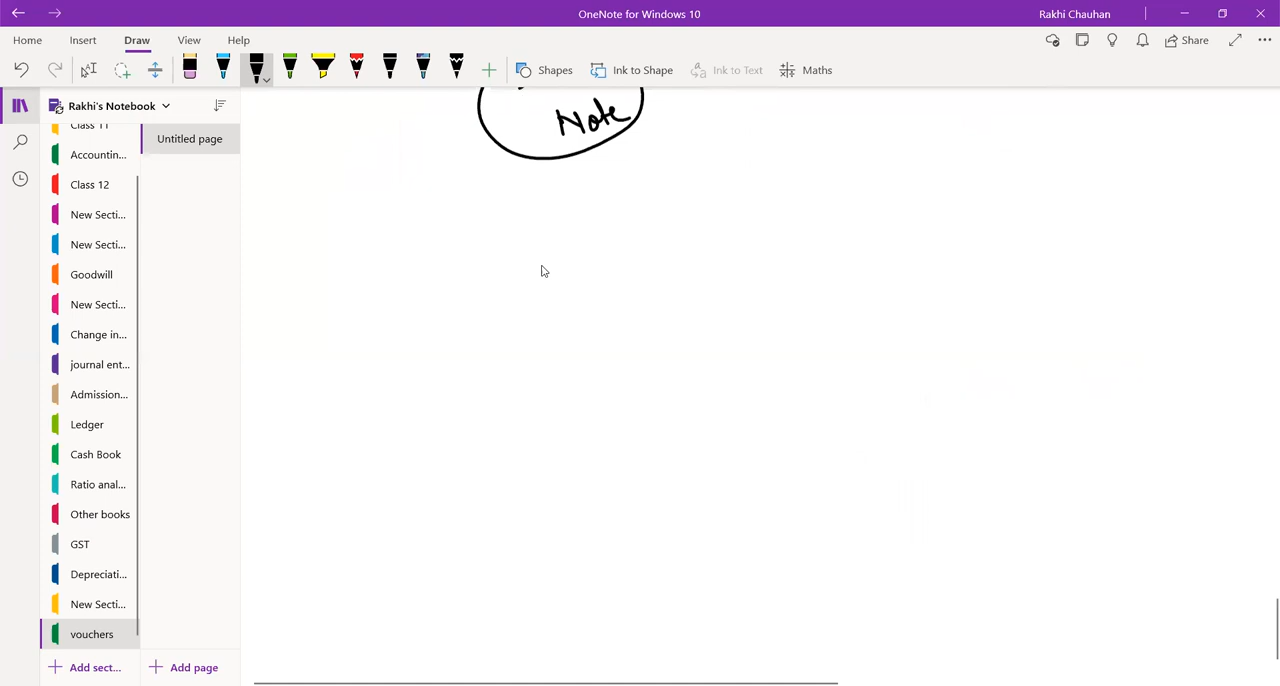 OneNote for Windows 10
Rakhi Chauhan
Home
Insert
Draw
View
Help
Share
Shapes
Ink to Shape
Ink to Text
Maths
Rakhi's Notebook
Class 11
Accountin...
Class 12
New Secti...
New Secti...
Goodwill
New Secti...
Change in...
journal ent...
Admission...
Ledger
Cash Book
Ratio anal...
Other books
GST
Depreciati...
New Secti...
vouchers
Add sect...
Untitled page
Add page
Note